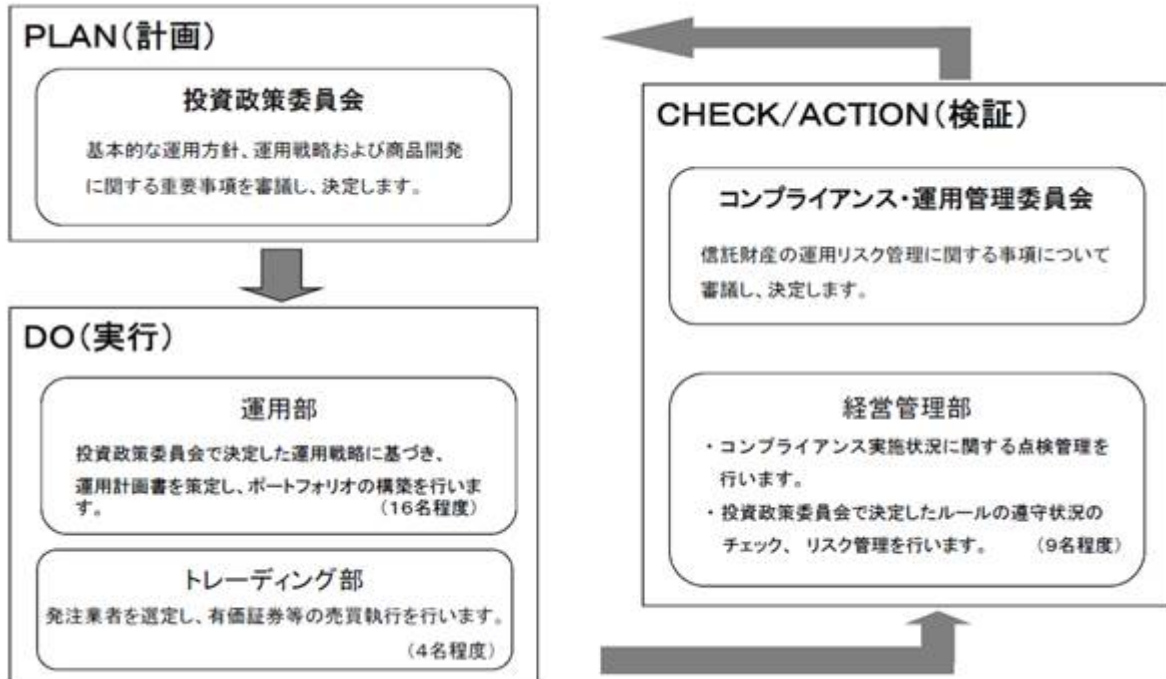 PLAN(計画)
投資政策委員会
基本的な運用方針、運用戦略および商品開発
に関する重要事項を審議し、決定します。
DO(実行)
運用部
投資政策委員会で決定した運用戦略に基づき、
運用計画書を策定し、ポートフォリオの構築を行いま
す。 (16名程度)
トレーディング部
発注業者を選定し、有価証券等の売買執行を行います。
(4名程度)
CHECK/ACTION(検証)
コンプライアンス・運用管理委員会
信託財産の運用リスク管理に関する事項について
審議し、決定します。
経営管理部
・コンプライアンス実施状況に関する点検管理を
行います。
・投資政策委員会で決定したルールの遵守状況の
チェック、リスク管理を行います。 (9名程度)